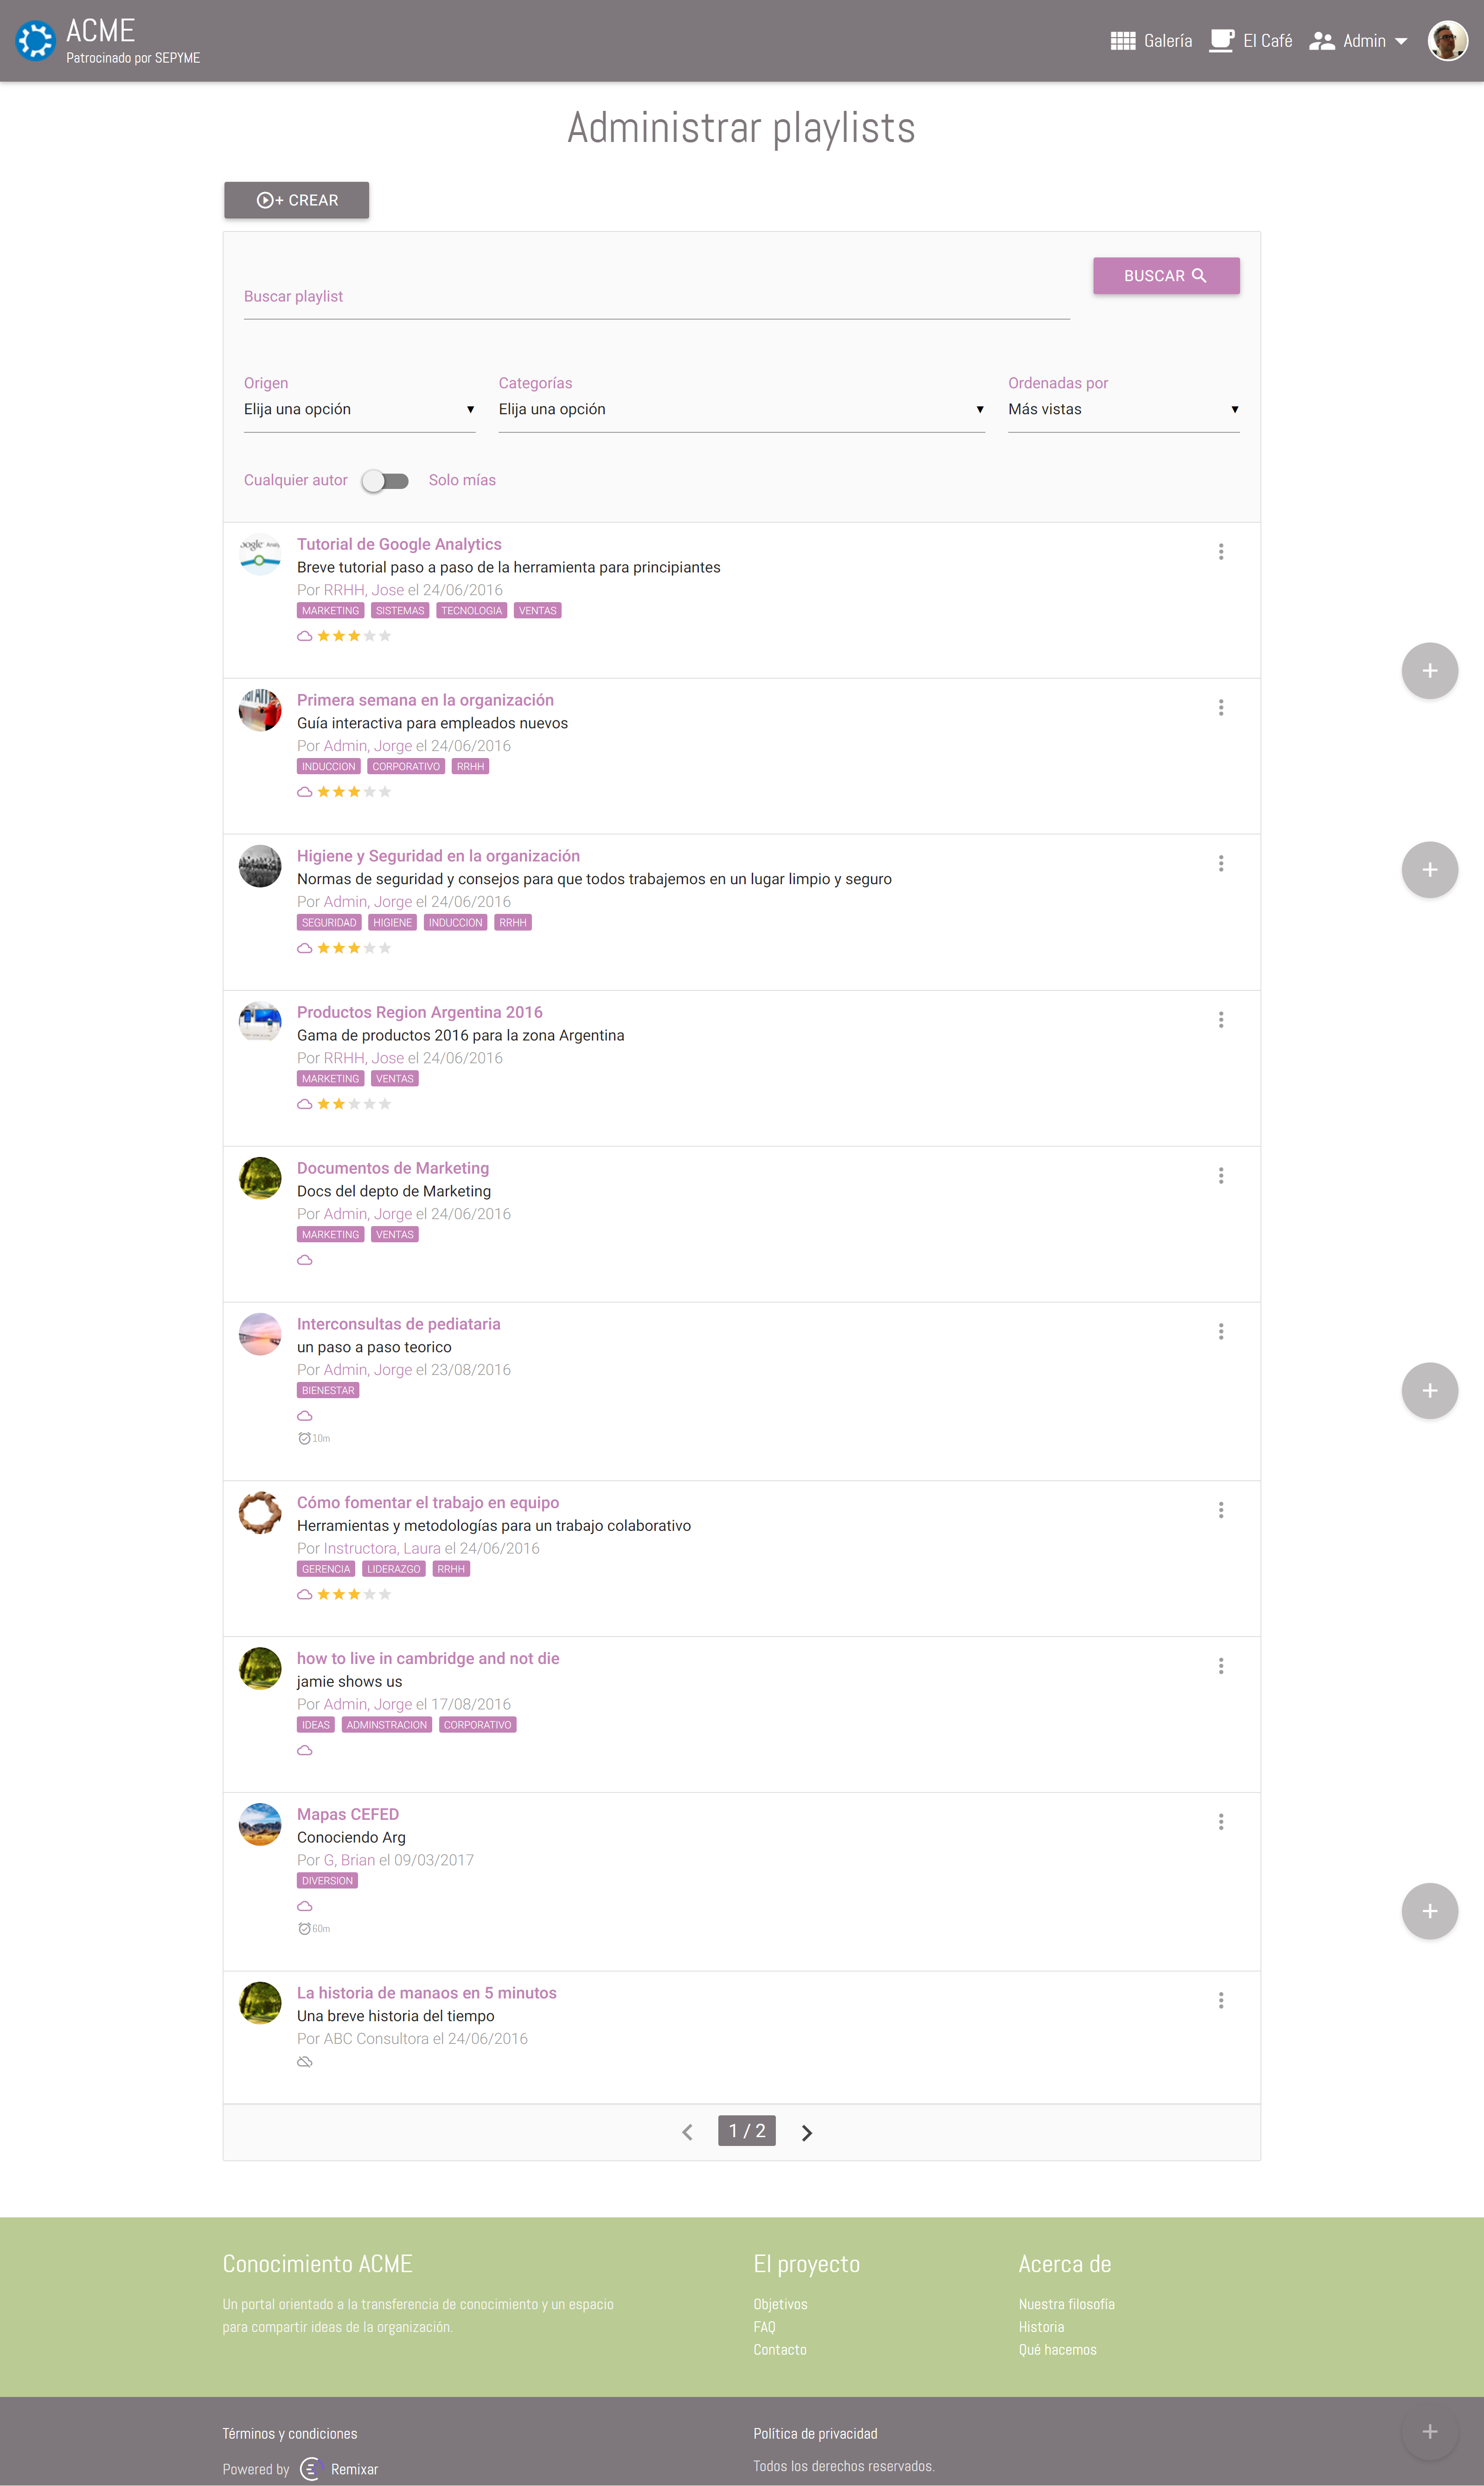 ACME
Patrocinado por SEPYME
Galería
El Café
Admin
Administrar playlists
+ CREAR
BUSCAR
Buscar playlist
Origen
Categorías
Ordenadas por
Elija una opción
Elija una opción
Más vistas
Cualquier autor
Solo mías
Tutorial de Google Analytics
Breve tutorial paso a paso de la herramienta para principiantes
Por RRHH, Jose el 24/06/2016
MARKETING SISTEMAS TECNOLOGIA VENTAS
Primera semana en la organización
Guía interactiva para empleados nuevos
Por Admin, Jorge el 24/06/2016
INDUCCION CORPORATIVO RRHH
Higiene y Seguridad en la organización
Normas de seguridad y consejos para que todos trabajemos en un lugar limpio y seguro
Por Admin, Jorge el 24/06/2016
SEGURIDAD HIGIENE INDUCCION RRHH
Productos Region Argentina 2016
Gama de productos 2016 para la zona Argentina
Por RRHH, Jose el 24/06/2016
MARKETING VENTAS
Documentos de Marketing
Docs del depto de Marketing
Por Admin, Jorge el 24/06/2016
MARKETING VENTAS
Interconsultas de pediataria
un paso a paso teorico
Por Admin, Jorge el 23/08/2016
BIENESTAR
10m
Cómo fomentar el trabajo en equipo
Herramientas y metodologías para un trabajo colaborativo
Por Instructora, Laura el 24/06/2016
GERENCIA LIDERAZGO RRHH
how to live in cambridge and not die
jamie shows us
Por Admin, Jorge el 17/08/2016
IDEAS ADMINSTRACION CORPORATIVO
Mapas CEFED
Conociendo Arg
Por G, Brian el 09/03/2017
DIVERSION
60m
La historia de manaos en 5 minutos
Una breve historia del tiempo
Por ABC Consultora el 24/06/2016
1 / 2
Conocimiento ACME
Un portal orientado a la transferencia de conocimiento y un espacio
para compartir ideas de la organización.
El proyecto
Objetivos
FAQ
Contacto
Acerca de
Nuestra filosofía
Historia
Qué hacemos
Términos y condiciones
Política de privacidad
Powered by Remixar
Todos los derechos reservados.